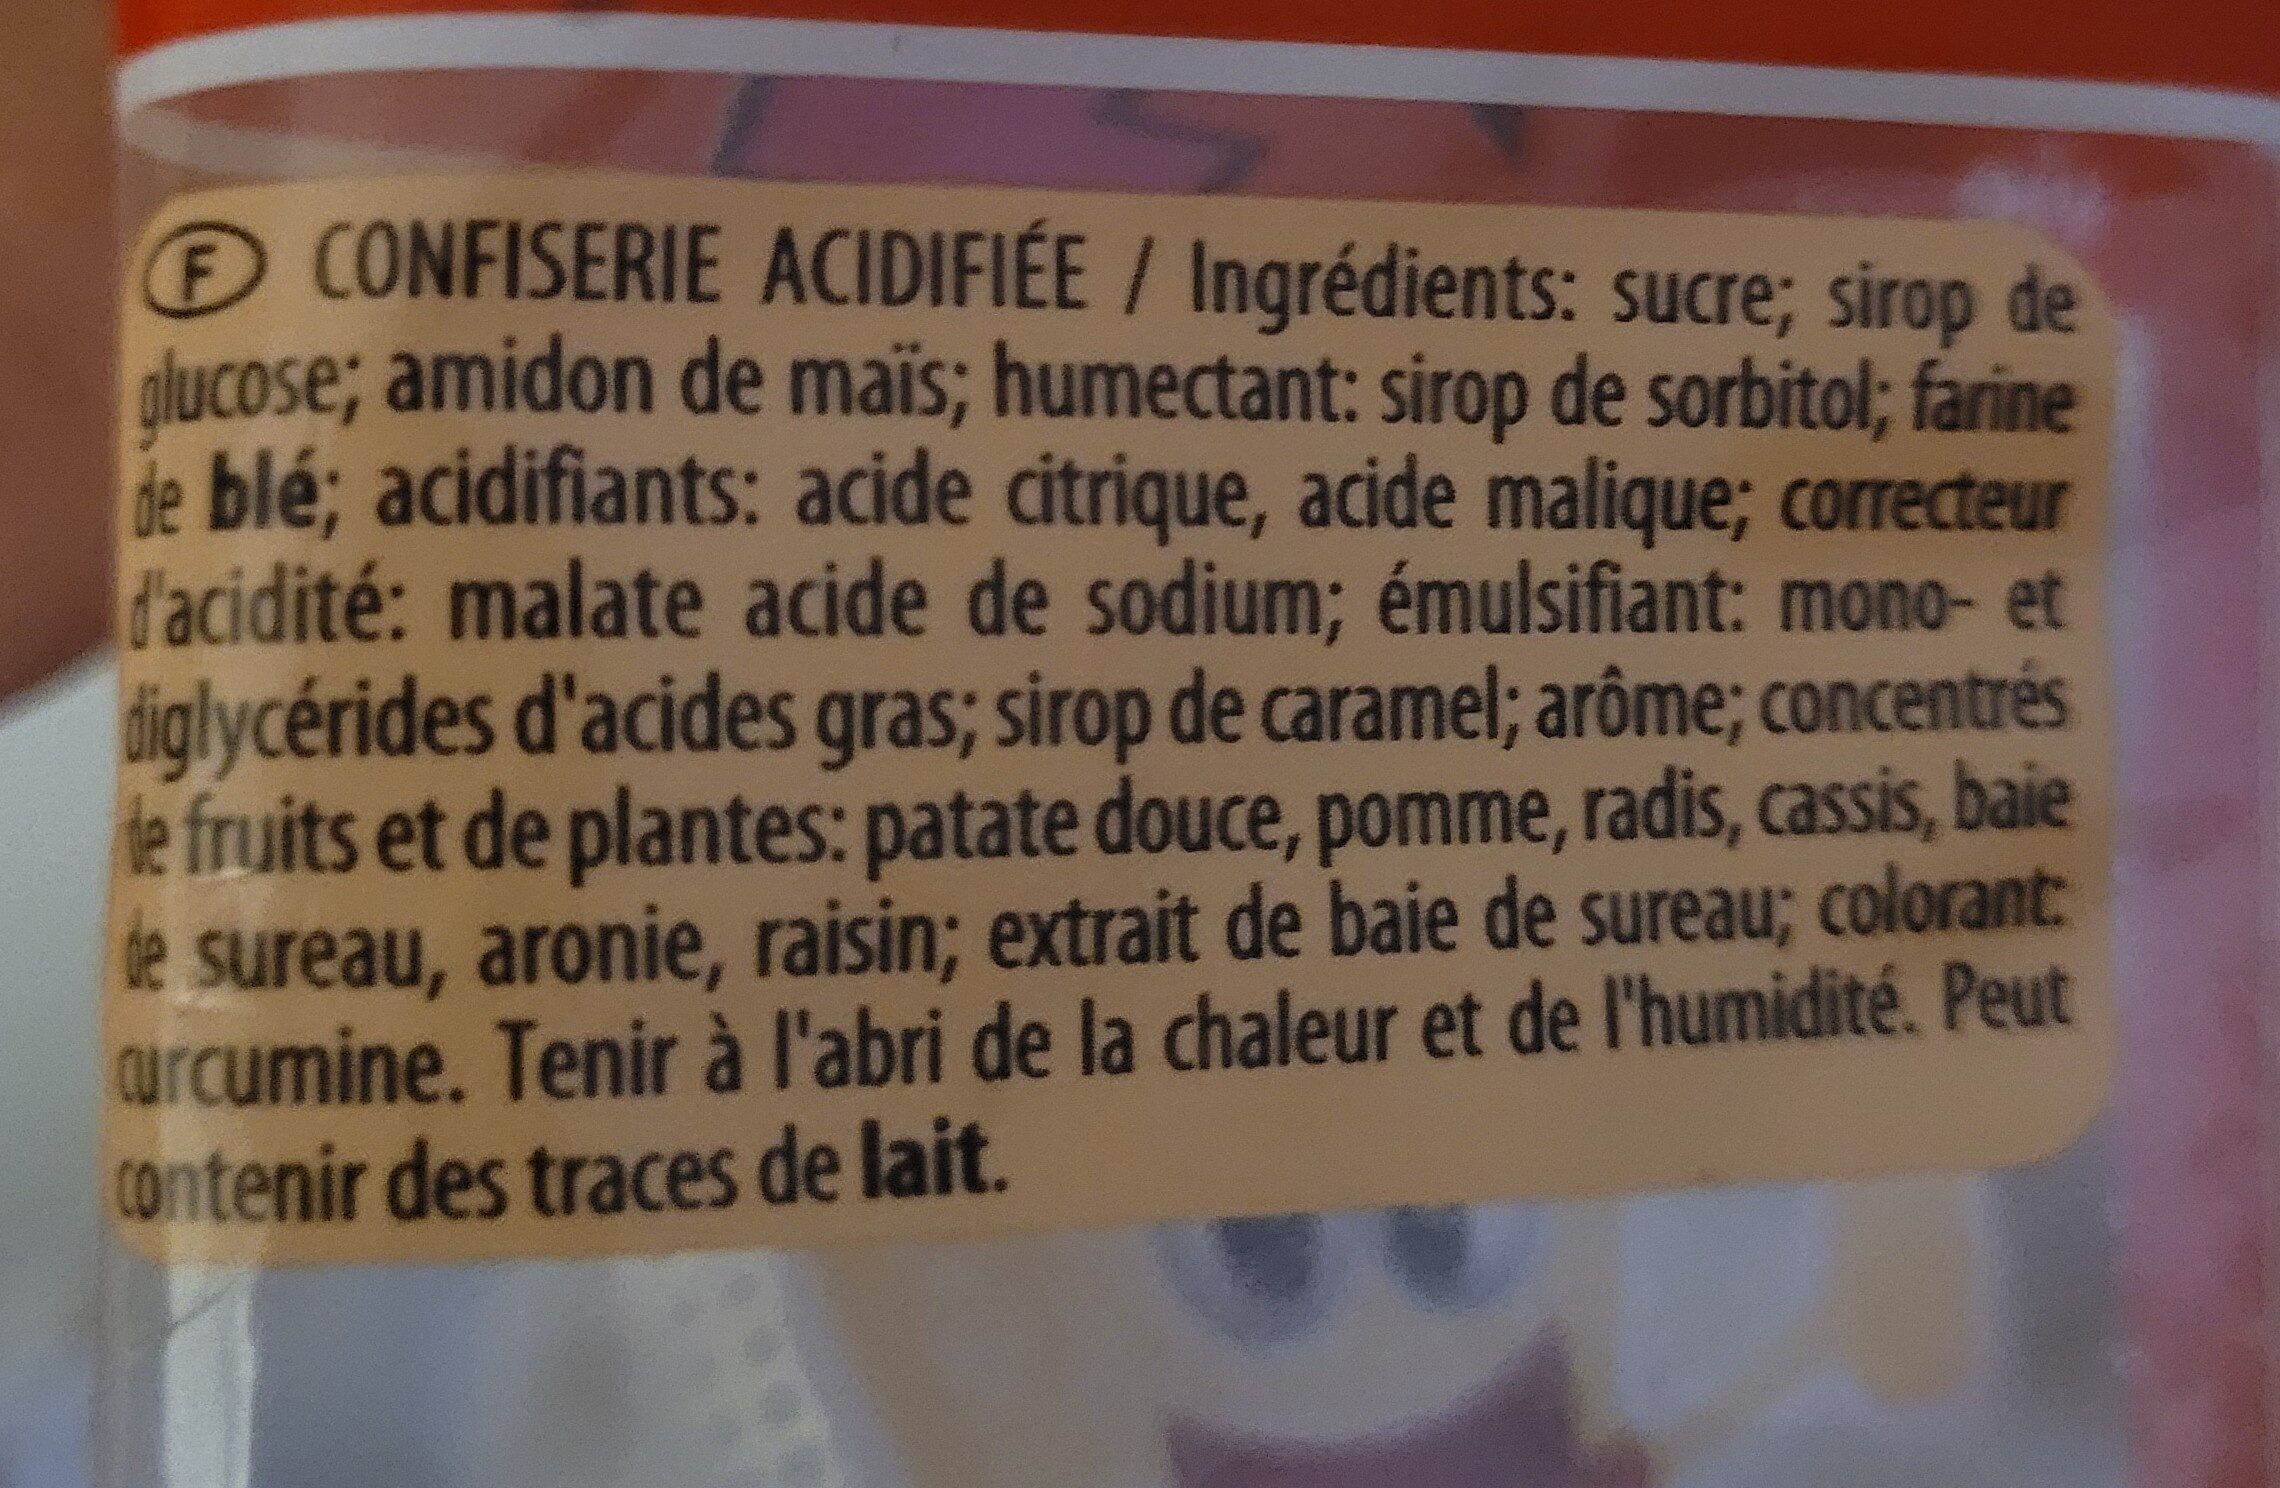 F CONFISERIE ACIDIFIÉE / Ingrédients: sucre; sirop de
glucose; amidon de maïs; humectant: sirop de sorbitol; farine
de blé; acidifiants: acide citrique, acide malique; correcteur
d'acidité: malate acide de sodium; émulsifiant: mono- et
diglycérides d'acides gras; sirop de caramel; arôme; concentrés
de fruits et de plantes: patate douce, pomme, radis, cassis, baie
de sureau, aronie, raisin; extrait de baie de sureau; colorant:
curcumine. Tenir à l'abri de la chaleur et de l'humidité. Peut
contenir des traces de lait.